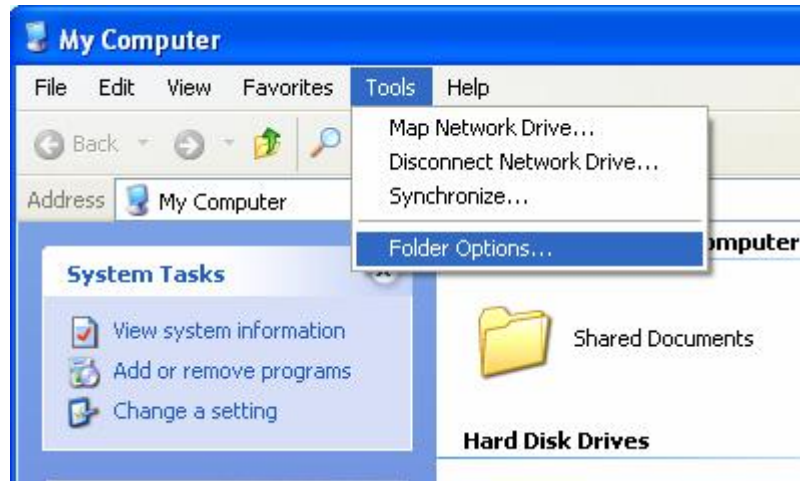 My Computer
File Edit View Favorites Tools Help
Back
Map Network Drive...
Disconnect Network Drive...
Address My Computer
Synchronize...
Folder Options...
System Tasks
View system information
Add or remove programs
Change a setting
Shared Documents
Hard Disk Drives